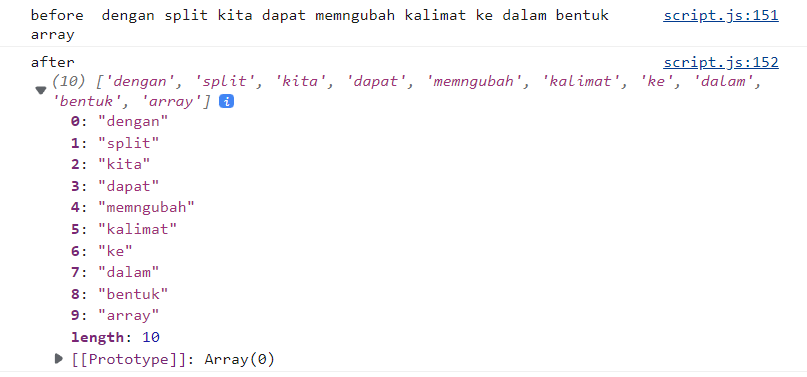 before  dengan split kita dapat memngubah kalimat ke dalam bentuk script.js:151
array
after script.js:152
(10) ['dengan', 'split', 'kita', 'dapat', 'memngubah', 'kalimat', 'ke', 'dalam',
'bentuk', 'array'] i
0: "dengan"
1: "split"
2: "kita"
3: "dapat"
4: "memngubah"
5: "kalimat"
6: "ke"
7: "dalam"
8: "bentuk"
9: "array"
length: 10
[[Prototype]]: Array(0)